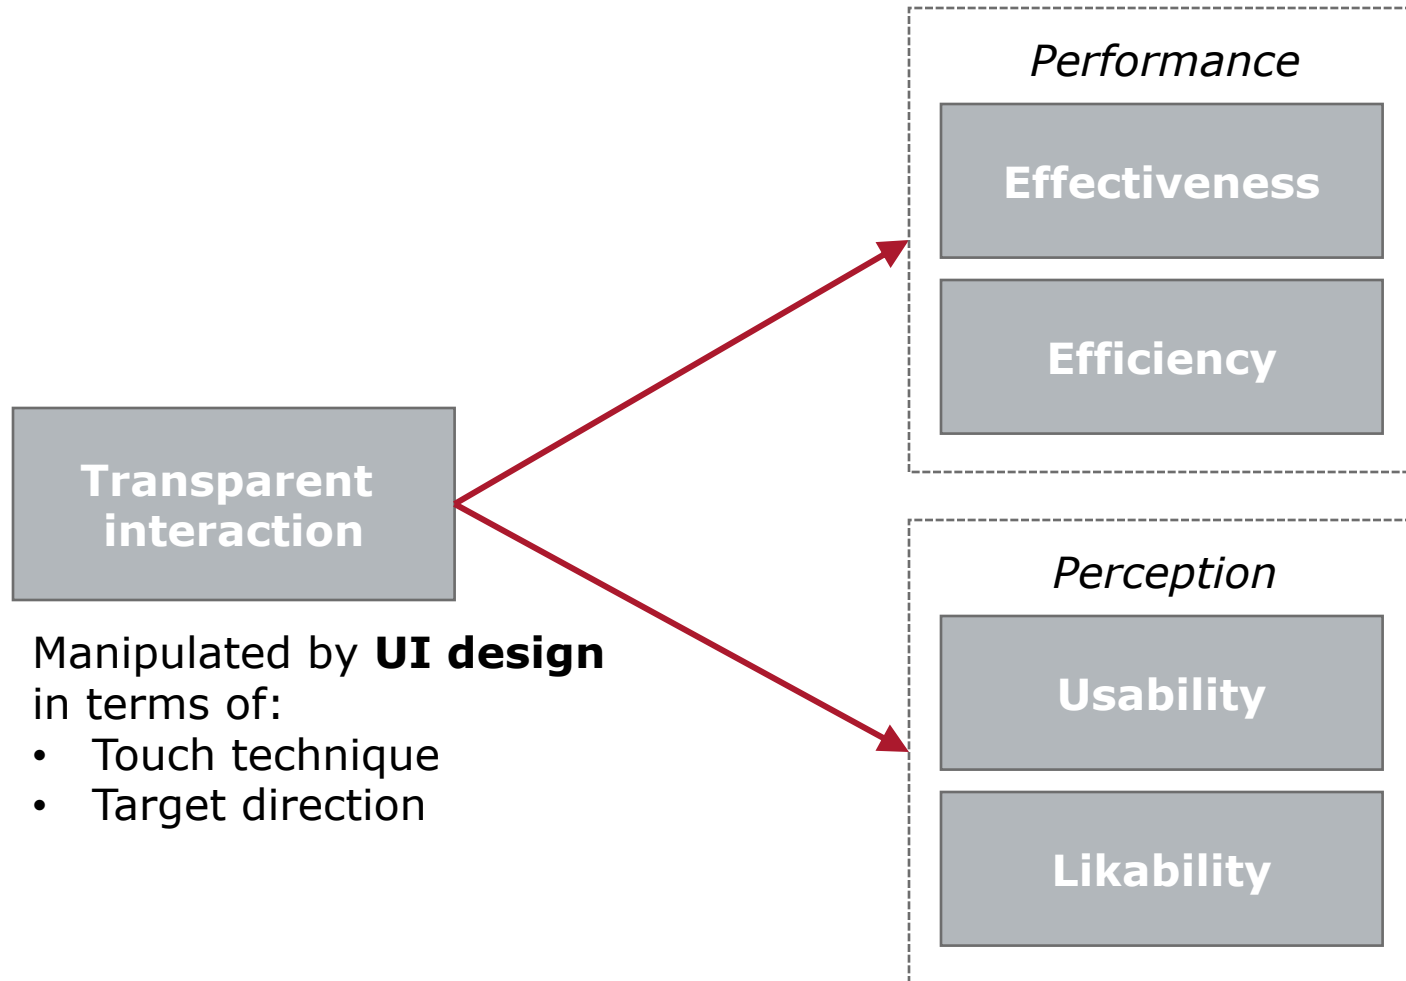 Performance
Effectiveness
Efficiency
Transparent
interaction
Manipulated by UI design
in terms of:
• Touch technique
• Target direction
Perception
Usability
Likability